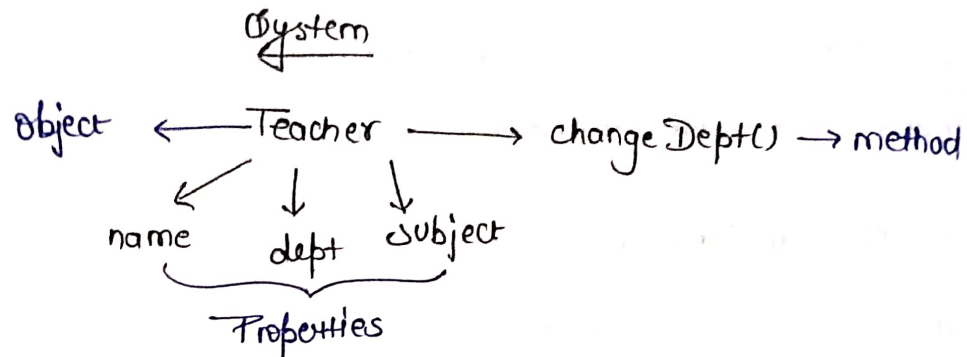 System
Object ← Teacher → changeDept() → method
name dept subject
Properties